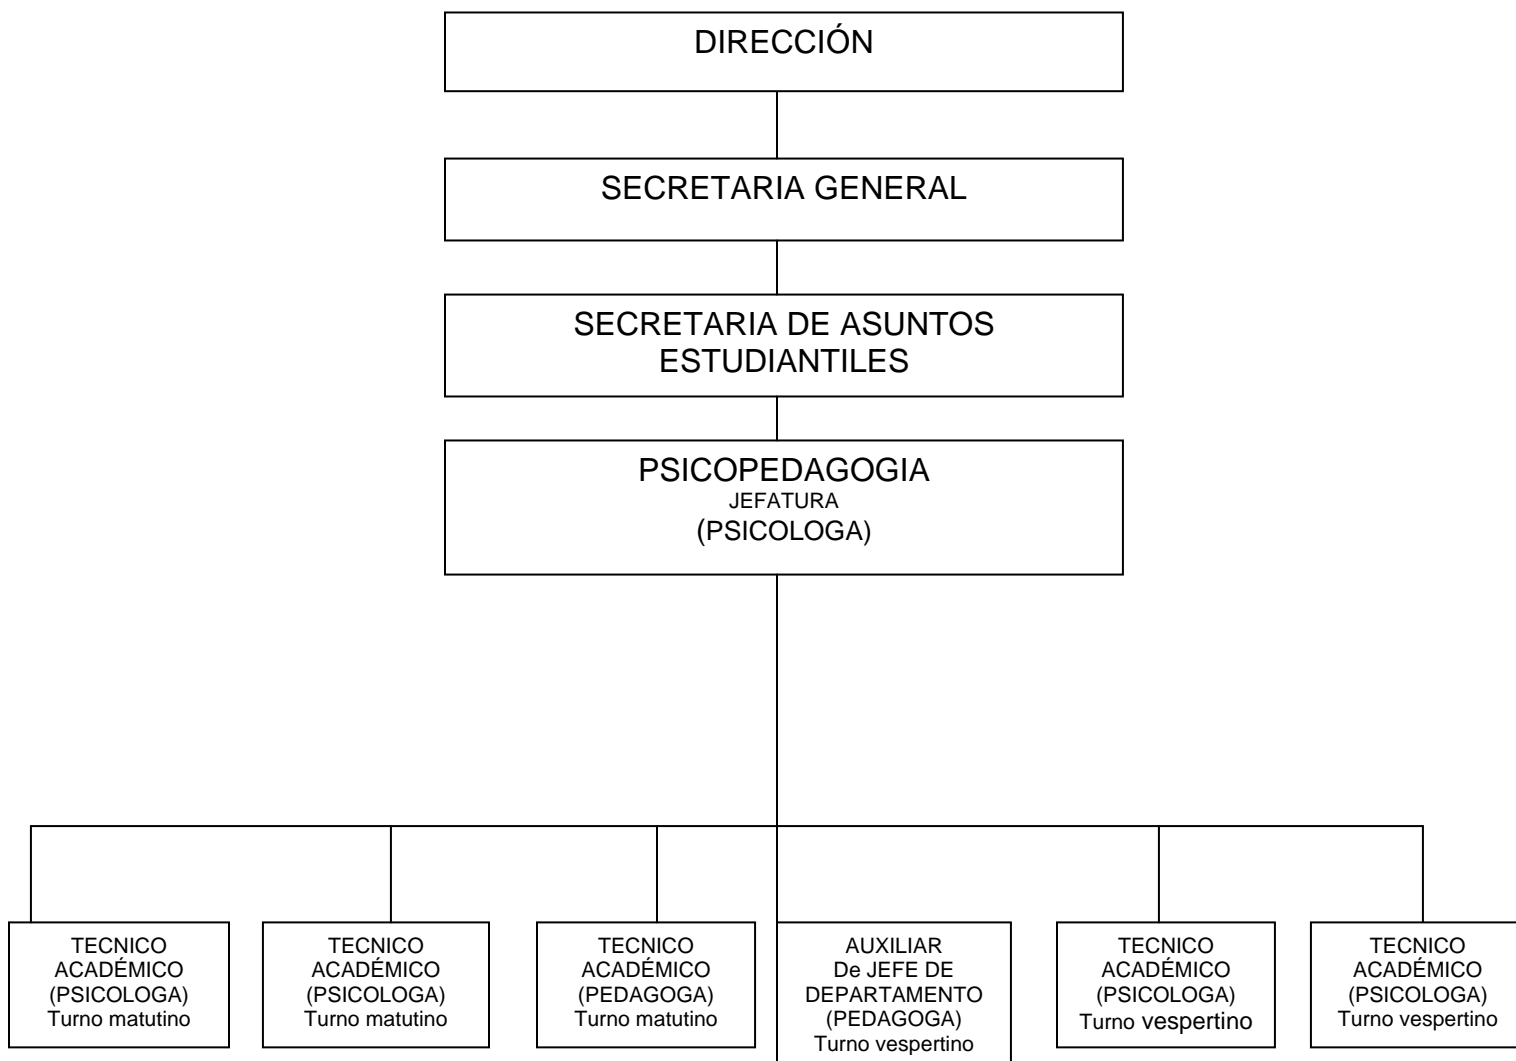 DIRECCIÓN
SECRETARIA GENERAL
SECRETARIA DE ASUNTOS
ESTUDIANTILES
PSICOPEDAGOGIA
JEFATURA
(PSICOLOGA)
TECNICO
ACADÉMICO
(PSICOLOGA)
Turno matutino
TECNICO
ACADÉMICO
(PSICOLOGA)
Turno matutino
TECNICO
ACADÉMICO
(PEDAGOGA)
Turno matutino
AUXILIAR
De JEFE DE
DEPARTAMENTO
(PEDAGOGA)
Turno vespertino
TECNICO
ACADÉMICO
(PSICOLOGA)
Turno vespertino
TECNICO
ACADÉMICO
(PSICOLOGA)
Turno vespertino